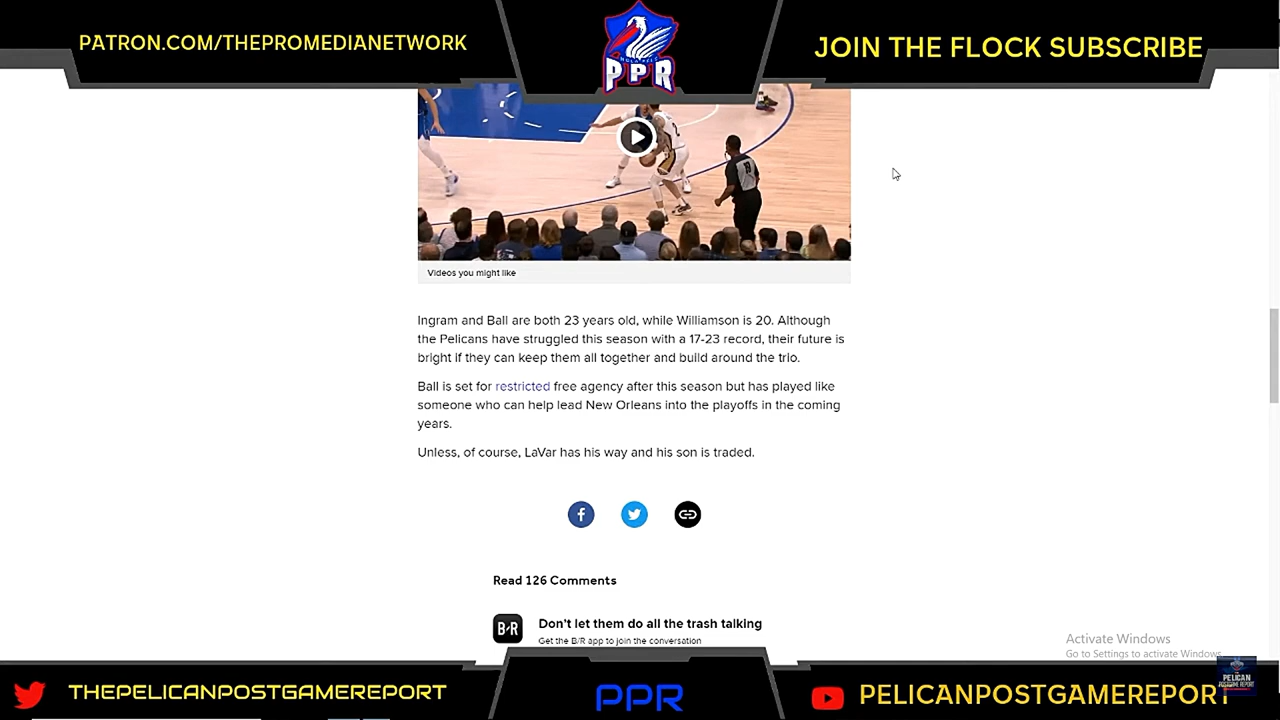 PATRON.COM/THEPROMEDIANETWORK
PPR
JOIN THE FLOCK SUBSCRIBE
Videos you might like
Ingram and Ball are both 23 years old, while Williamson is 20. Although
the Pelicans have struggled this season with a 17-23 record, their future is
bright if they can keep them all together and build around the trio.
Ball is set for restricted free agency after this season but has played like
someone who can help lead New Orleans into the playoffs in the coming
years.
Unless, of course, LaVar has his way and his son is traded.
Read 126 Comments
B/R
Don't let them do all the trash talking
Get the B/R app to join the conversation
Activate Windows
Go to Settings to activate Windows.
THEPELICANPOSTGAMEREPORT
PPR
PELICANPOSTGAMEREPORT
PELICAN